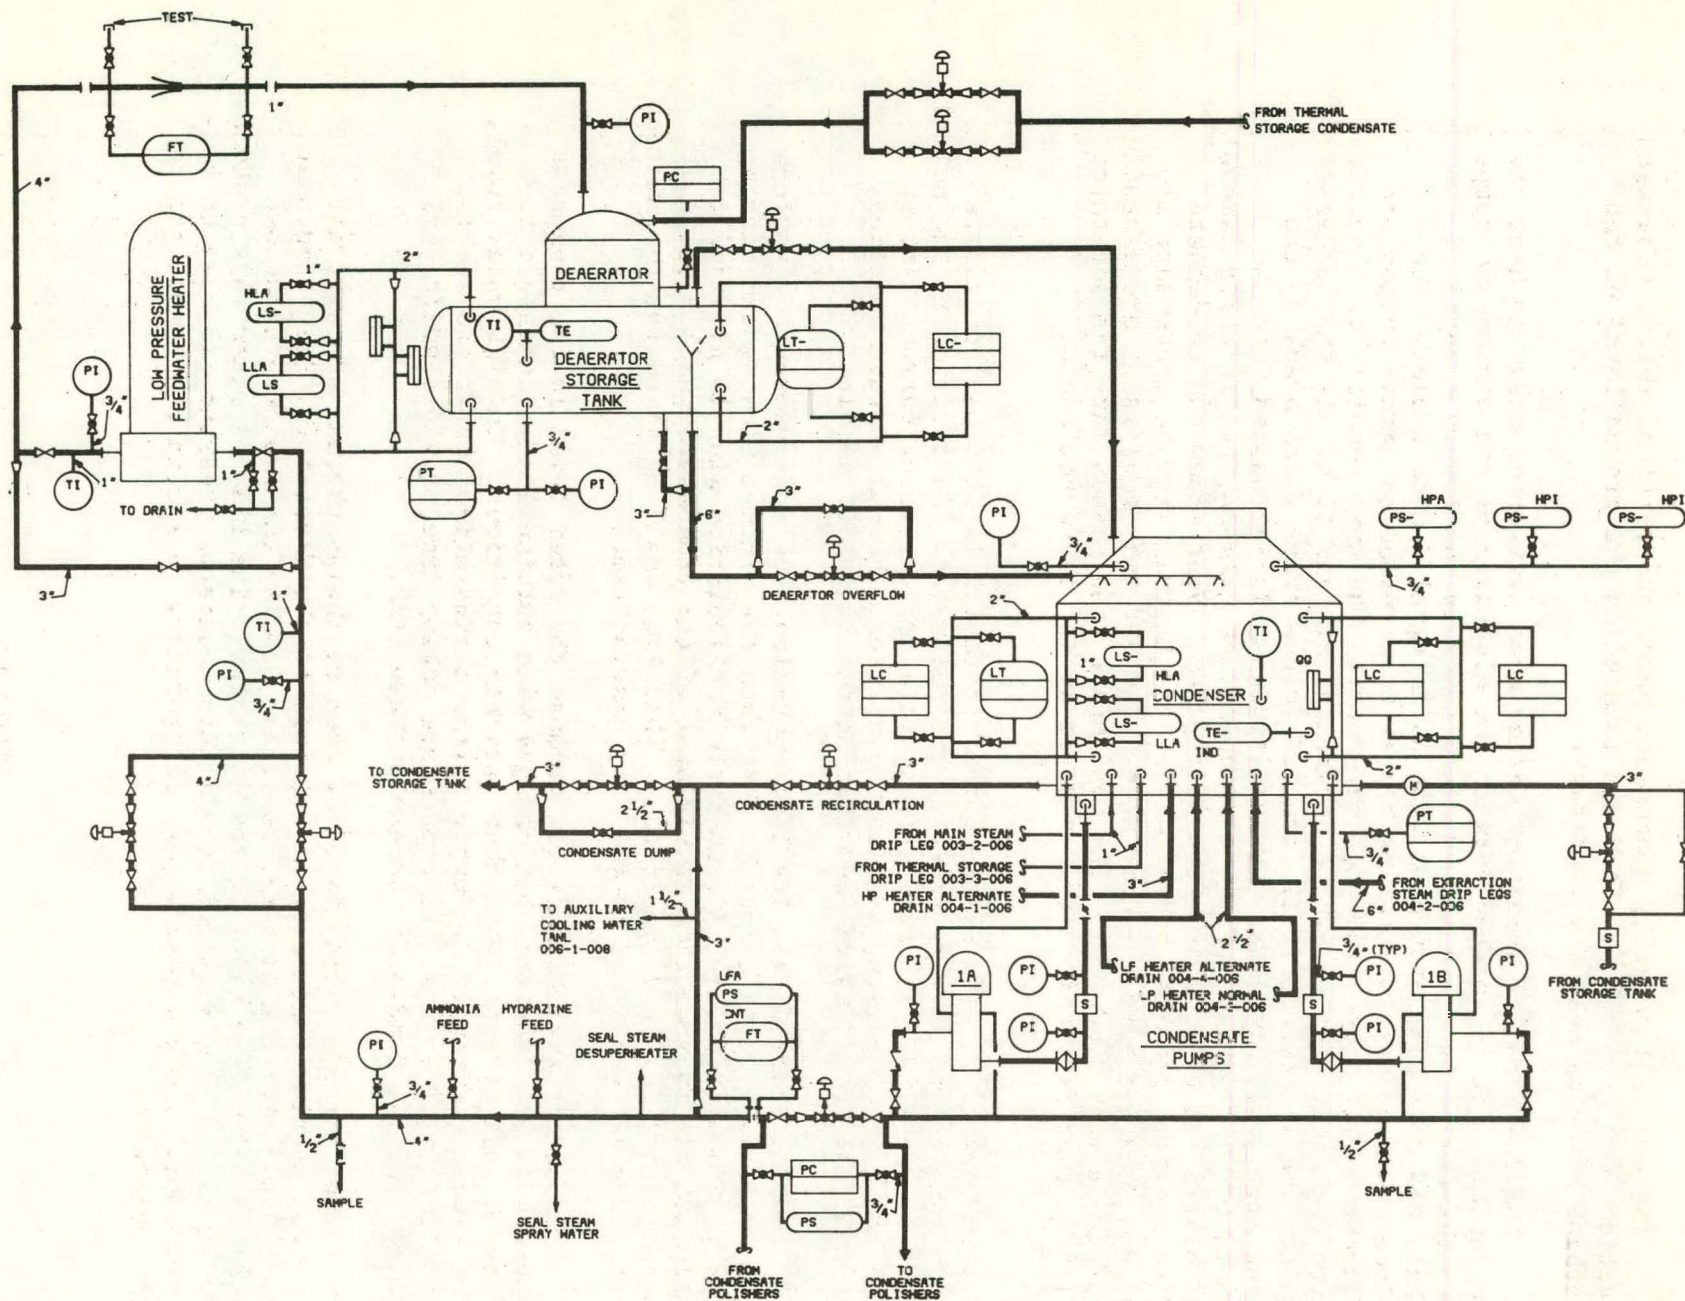 TEST
1"
FT
4"
PI
FROM THERMAL
STORAGE CONDENSATE
PC
DEAERATOR
2"
1"
HLA
LS-
LLA
LS
LOW PRESSURE
FEEDWATER HEATER
PI
3/4"
TI
1"
1"
TO DRAIN
TI
TE
DEAERATOR
STORAGE
TANK
LT-
LC-
2"
3/4"
PT
PI
3"
6"
3"
PI
3/4"
DEAERATOR OVERFLOW
HPA
PS-
HPI
PS-
HPI
PS-
3/4"
3"
1"
TI
PI
3/4"
4"
2"
LC
LT
LS-
HLA
1"
LS-
LLA
CONDENSER
TI
TE-
IND
GG
LC
LC
2"
TO CONDENSATE
STORAGE TANK
3"
2 1/2"
CONDENSATE DUMP
3"
CONDENSATE RECIRCULATION
M
3"
FROM MAIN STEAM
DRIP LEG 003-2-006
1"
FROM THERMAL STORAGE
DRIP LEG 003-3-006
3"
HP HEATER ALTERNATE
DRAIN 004-1-006
PT
3/4"
FROM EXTRACTION
STEAM DRIP LEGS
004-2-006
6"
TO AUXILIARY
COOLING WATER
TANL
006-1-008
1 1/2"
3"
2 1/2"
LF HEATER ALTERNATE
DRAIN 004-4-006
LP HEATER NORMAL
DRAIN
3/4" (TYP)
PI
1A
PI
S
PI
PI
S
PI
1B
PI
S
FROM CONDENSATE
STORAGE TANK
CONDENSATE
PUMPS
PS
FT
PI
3/4"
AMMONIA
FEED
HYDRAZINE
FEED
SEAL STEAM
DESUPERHEATER
1/2"
4"
SAMPLE
SEAL STEAM
SPRAY WATER
PC
PS
3/4"
1/2"
SAMPLE
FROM
CONDENSATE
POLISHERS
TO
CONDENSATE
POLISHERS